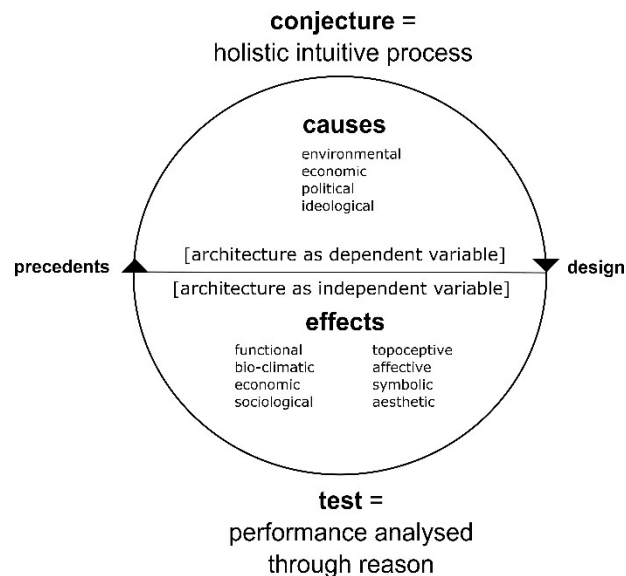 conjecture =
holistic intuitive process
causes
environmental
economic
political
ideological
[architecture as dependent variable]
precedents
design
[architecture as independent variable]
effects
functional
bio-climatic
economic
sociological
topoceptive
affective
symbolic
aesthetic
test =
performance analysed
through reason